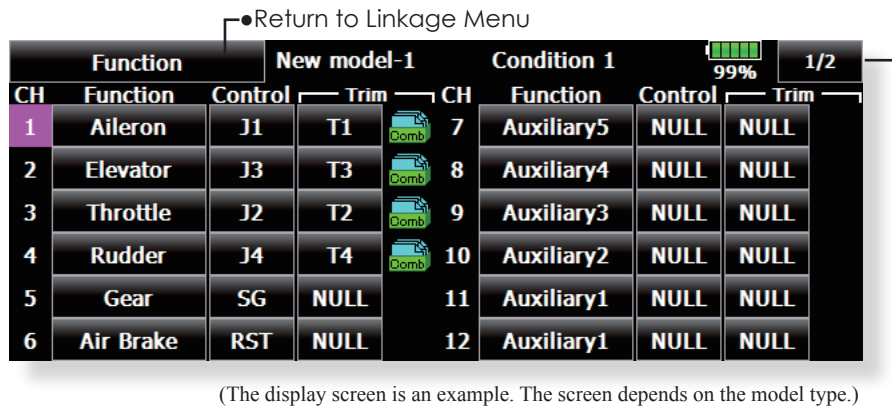 ●Return to Linkage Menu
Function New model-1 Condition 1 99% 1/2
CH Function Control Trim CH Function Control Trim
1 Aileron J1 T1 Comb 7 Auxiliary5 NULL NULL
2 Elevator J3 T3 Comb 8 Auxiliary4 NULL NULL
3 Throttle J2 T2 Comb 9 Auxiliary3 NULL NULL
4 Rudder J4 T4 Comb 10 Auxiliary2 NULL NULL
5 Gear SG NULL 11 Auxiliary1 NULL NULL
6 Air Brake RST NULL 12 Auxiliary1 NULL NULL
(The display screen is an example. The screen depends on the model type.)